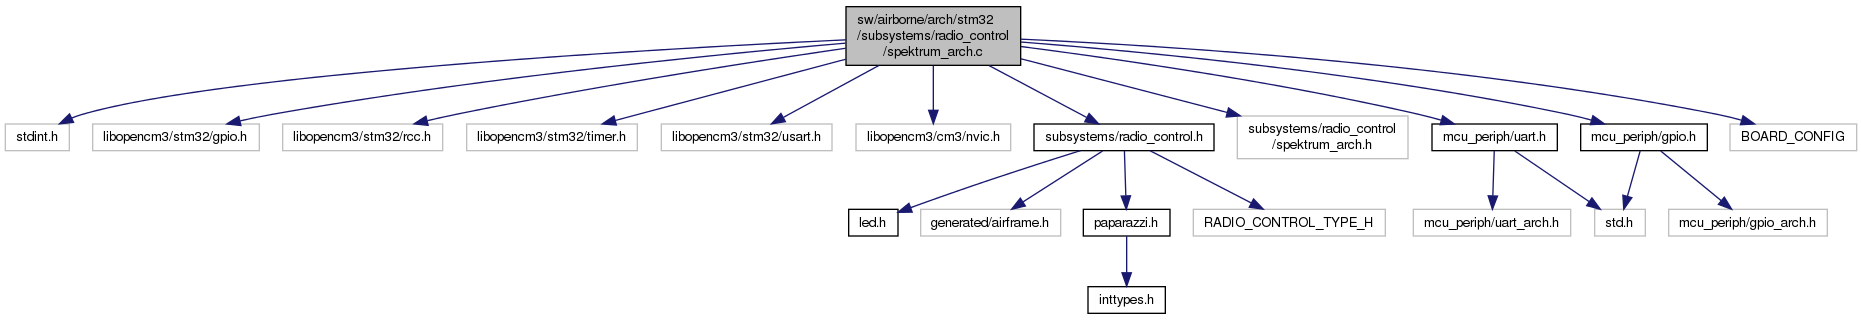 sw/airborne/arch/stm32
/subsystems/radio_control
/spektrum_arch.c
stdint.h
libopencm3/stm32/gpio.h
libopencm3/stm32/rcc.h
libopencm3/stm32/timer.h
libopencm3/stm32/usart.h
libopencm3/cm3/nvic.h
subsystems/radio_control.h
subsystems/radio_control
/spektrum_arch.h
mcu_periph/uart.h
mcu_periph/gpio.h
BOARD_CONFIG
led.h
generated/airframe.h
paparazzi.h
RADIO_CONTROL_TYPE_H
mcu_periph/uart_arch.h
std.h
mcu_periph/gpio_arch.h
inttypes.h